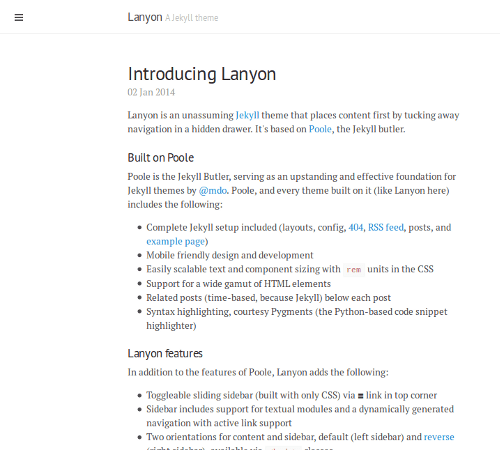 Lanyon A Jekyll theme
Introducing Lanyon
02 Jan 2014
Lanyon is an unassuming Jekyll theme that places content first by tucking away
navigation in a hidden drawer. It's based on Poole, the Jekyll butler.
Built on Poole
Poole is the Jekyll Butler, serving as an upstanding and effective foundation for
Jekyll themes by @mdo. Poole, and every theme built on it (like Lanyon here)
includes the following:
Complete Jekyll setup included (layouts, config, 404, RSS feed, posts, and
example page)
Mobile friendly design and development
Easily scalable text and component sizing with rem units in the CSS
Support for a wide gamut of HTML elements
Related posts (time-based, because Jekyll) below each post
Syntax highlighting, courtesy Pygments (the Python-based code snippet
highlighter)
Lanyon features
In addition to the features of Poole, Lanyon adds the following:
Toggleable sliding sidebar (built with only CSS) via ≡ link in top corner
Sidebar includes support for textual modules and a dynamically generated
navigation with active link support
Two orientations for content and sidebar, default (left sidebar) and reverse